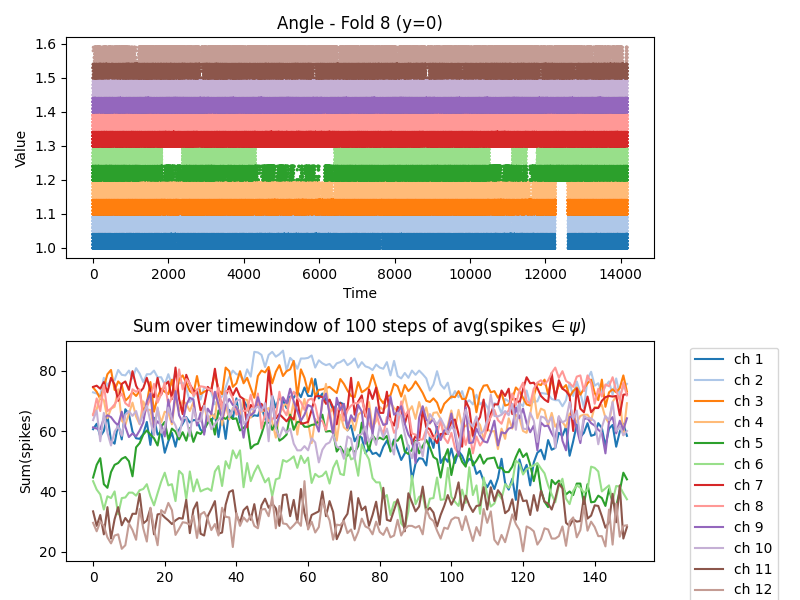 Angle - Fold 8 (y=0)
Value
1.6
1.5
1.4
1.3
1.2
1.1
1.0
0 2000 4000 6000 8000 10000 12000 14000
Time
Sum over timewindow of 100 steps of avg(spikes ∈ψ)
Sum(spikes)
80
60
40
20
0 20 40 60 80 100 120 140
ch 1
ch 2
ch 3
ch 4
ch 5
ch 6
ch 7
ch 8
ch 9
ch 10
ch 11
ch 12